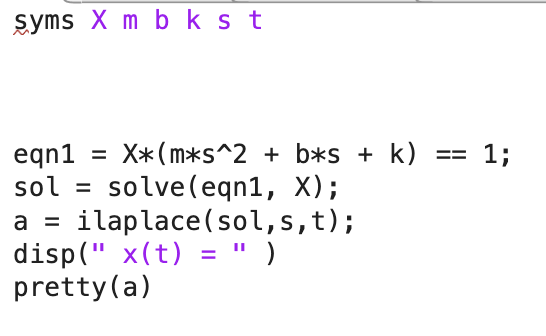 syms X m b k s t
eqn1 = X*(m*s^2 + b*s + k) == 1;
sol = solve(eqn1, X);
a = ilaplace(sol,s,t);
disp(" x(t) = " )
pretty(a)